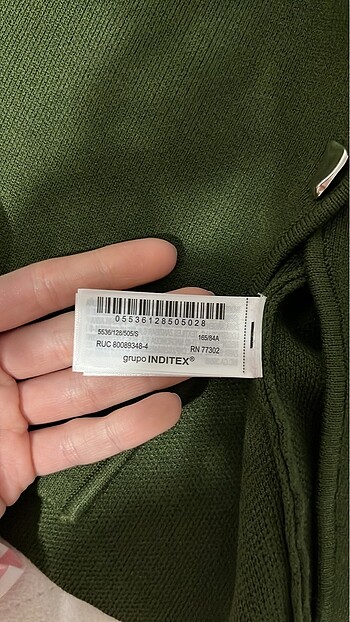 05536128505028
5536/128/505/S 165/84A
RUC 80089348-4 RN 77302
grupo INDITEX®